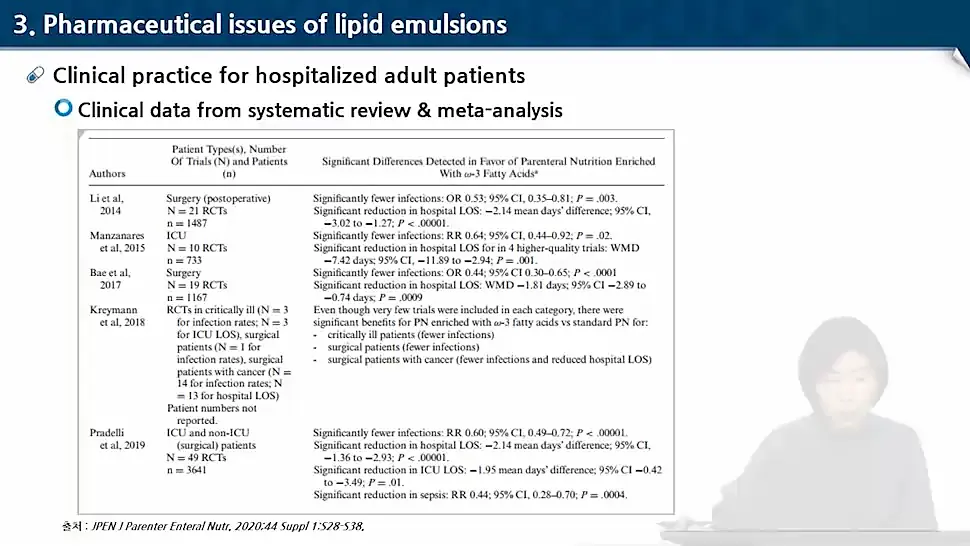 3. Pharmaceutical issues of lipid emulsions
Clinical practice for hospitalized adult patients
Clinical data from systematic review & meta-analysis
Authors
Patient Types(s), Number
Of Trials (N) and Patients
(n)
Significant Differences Detected in Favor of Parenteral Nutrition Enriched
With ω-3 Fatty Acidsᵃ
Li et al,
2014
Surgery (postoperative)
N = 21 RCTs
n = 1487
Significantly fewer infections: OR 0.53; 95% CI, 0.35–0.81; P = .003.
Significant reduction in hospital LOS: −2.14 mean days' difference; 95% CI,
−3.02 to −1.27; P < .00001.
Manzanares
et al, 2015
ICU
N = 10 RCTs
n = 733
Significantly fewer infections: RR 0.64; 95% CI, 0.44–0.92; P = .02.
Significant reduction in hospital LOS for in 4 higher-quality trials: WMD
−7.42 days; 95% CI, −11.89 to −2.94; P = .001.
Bae et al,
2017
Surgery
N = 19 RCTs
n = 1167
Significantly fewer infections: OR 0.44; 95% CI 0.30–0.65; P < .0001
Significant reduction in hospital LOS: WMD −1.81 days; 95% CI −2.89 to
−0.74 days; P = .0009
Kreymann
et al, 2018
RCTs in critically ill (N = 3
for infection rates; N = 3
for ICU LOS), surgical
patients (N = 1 for
infection rates), surgical
patients with cancer (N =
14 for infection rates; N
= 13 for hospital LOS)
Patient numbers not
reported.
Even though very few trials were included in each category, there were
significant benefits for PN enriched with ω-3 fatty acids vs standard PN for:
- critically ill patients (fewer infections)
- surgical patients (fewer infections)
- surgical patients with cancer (fewer infections and reduced hospital LOS)
Pradelli
et al, 2019
ICU and non-ICU
(surgical) patients
N = 49 RCTs
n = 3641
Significantly fewer infections: RR 0.60; 95% CI, 0.49–0.72; P < .00001.
Significant reduction in hospital LOS: −2.14 mean days' difference; 95% CI,
−1.36 to −2.93; P < .00001.
Significant reduction in ICU LOS: −1.95 mean days' difference; 95% CI −0.42
to −3.49; P = .01.
Significant reduction in sepsis: RR 0.44; 95% CI, 0.28–0.70; P = .0004.
출처 : JPEN J Parenter Enteral Nutr. 2020;44 Suppl 1:S28-S38.